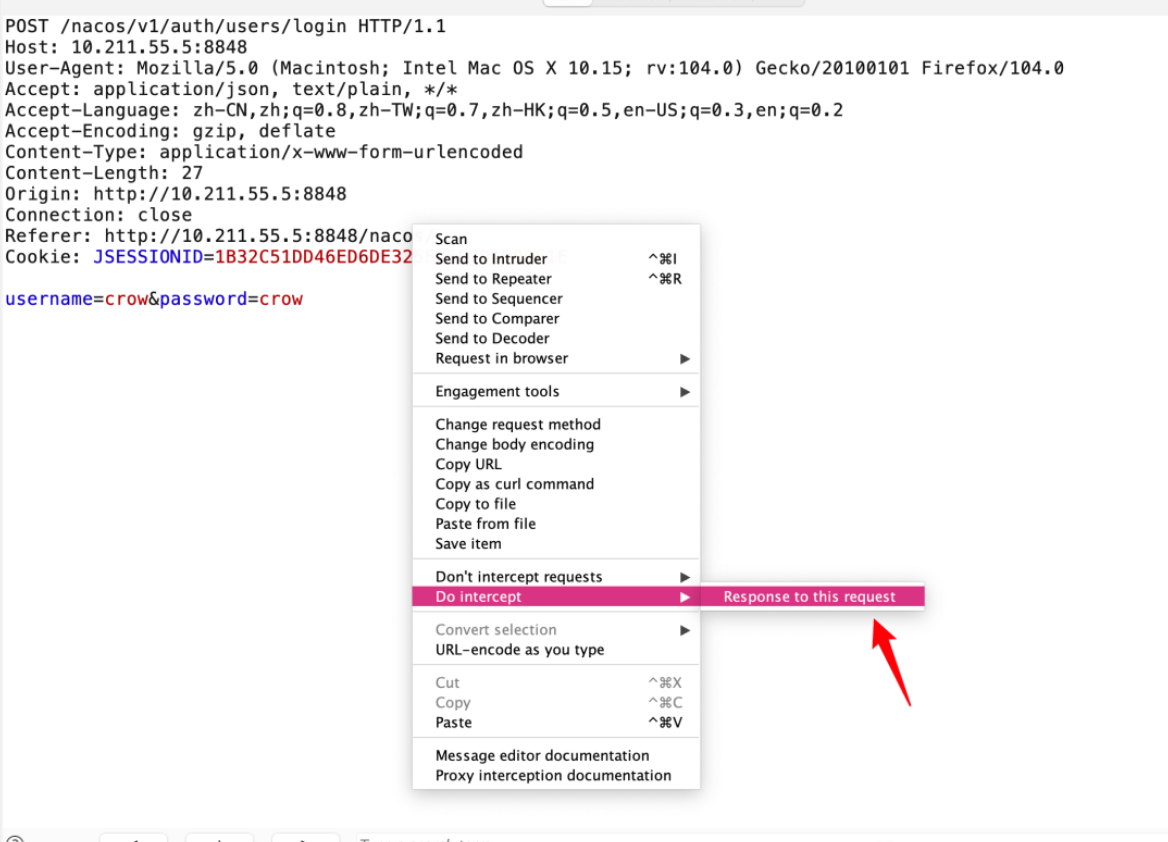 POST /nacos/v1/auth/users/login HTTP/1.1
Host: 10.211.55.5:8848
User-Agent: Mozilla/5.0 (Macintosh; Intel Mac OS X 10.15; rv:104.0) Gecko/20100101 Firefox/104.0
Accept: application/json, text/plain, */*
Accept-Language: zh-CN,zh;q=0.8,zh-TW;q=0.7,zh-HK;q=0.5,en-US;q=0.3,en;q=0.2
Accept-Encoding: gzip, deflate
Content-Type: application/x-www-form-urlencoded
Content-Length: 27
Origin: http://10.211.55.5:8848
Connection: close
Referer: http://10.211.55.5:8848/nacos
Cookie: JSESSIONID=1B32C51DD46ED6DE32
username=crow&password=crow
Scan
Send to Intruder ^⌘I
Send to Repeater ^⌘R
Send to Sequencer
Send to Comparer
Send to Decoder
Request in browser
Engagement tools
Change request method
Change body encoding
Copy URL
Copy as curl command
Copy to file
Paste from file
Save item
Don't intercept requests
Do intercept
Response to this request
Convert selection
URL-encode as you type
Cut ^⌘X
Copy ^⌘C
Paste ^⌘V
Message editor documentation
Proxy interception documentation